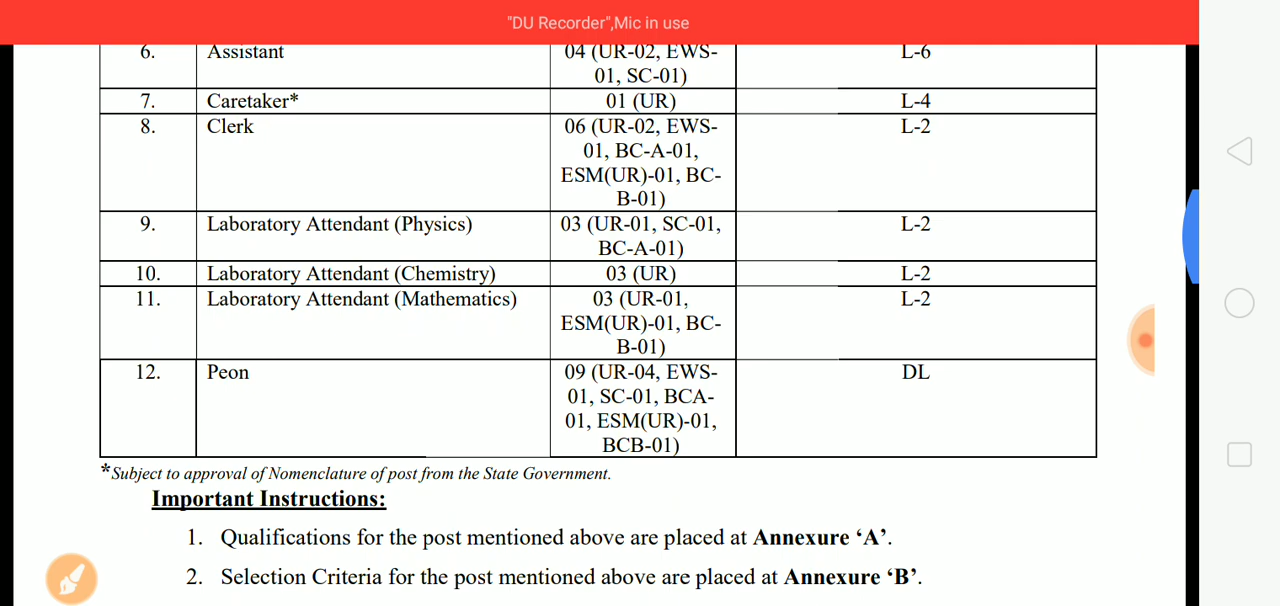 "DU Recorder",Mic in use
6. Assistant 04 (UR-02, EWS- L-6
01, SC-01)
7. Caretaker* 01 (UR) L-4
8. Clerk 06 (UR-02, EWS- L-2
01, BC-A-01,
ESM(UR)-01, BC-
B-01)
9. Laboratory Attendant (Physics) 03 (UR-01, SC-01, L-2
BC-A-01)
10. Laboratory Attendant (Chemistry) 03 (UR) L-2
11. Laboratory Attendant (Mathematics) 03 (UR-01, L-2
ESM(UR)-01, BC-
B-01)
12. Peon 09 (UR-04, EWS- DL
01, SC-01, BCA-
01, ESM(UR)-01,
BCB-01)
*Subject to approval of Nomenclature of post from the State Government.
Important Instructions:
1. Qualifications for the post mentioned above are placed at Annexure ‘A’.
2. Selection Criteria for the post mentioned above are placed at Annexure ‘B’.